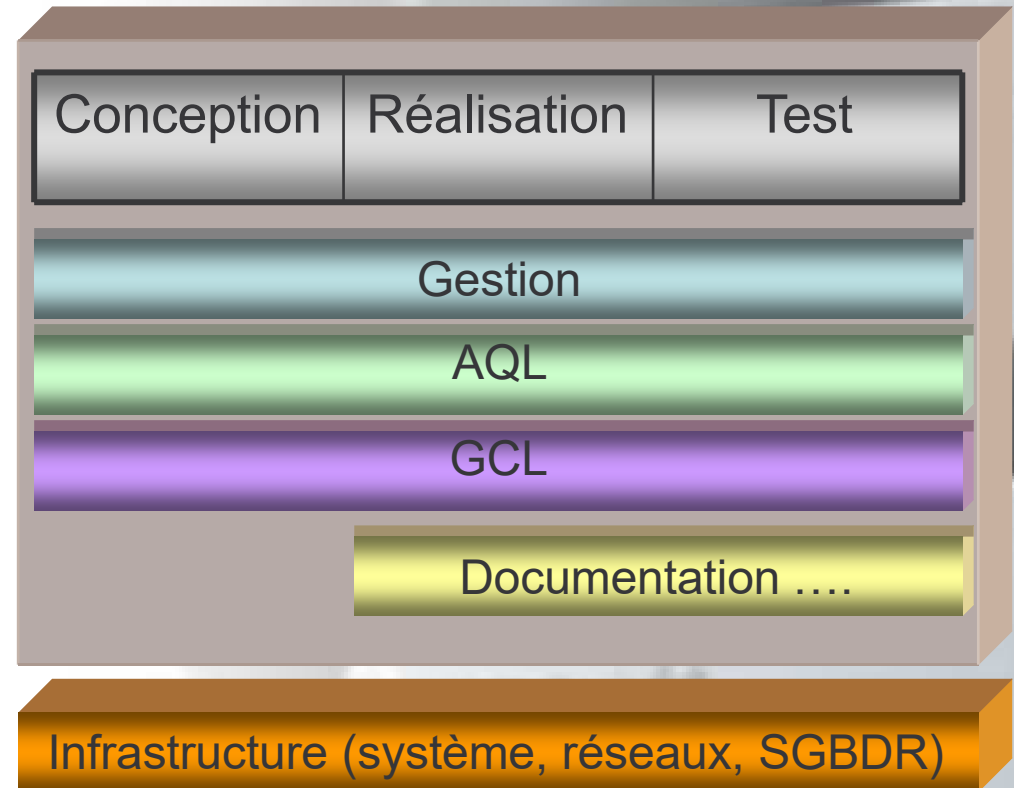 Conception Réalisation Test
Gestion
AQL
GCL
Documentation ….
Infrastructure (système, réseaux, SGBDR)